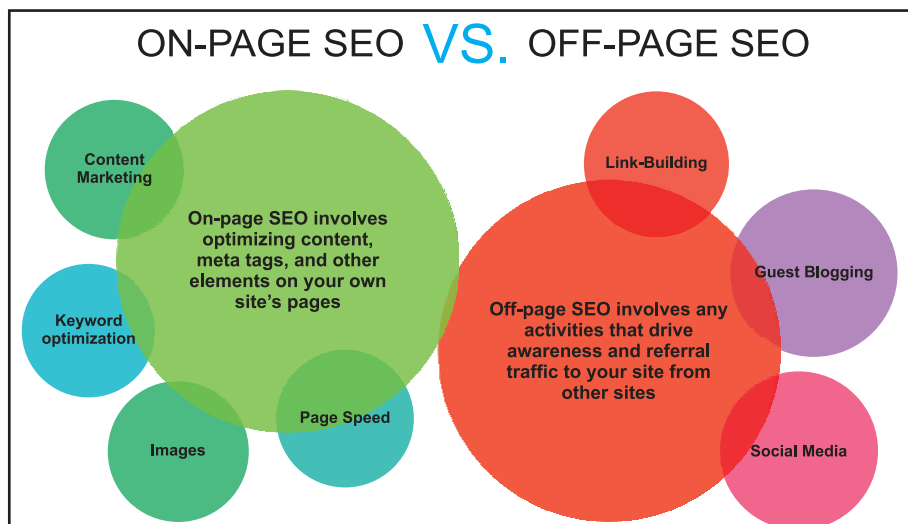 ON-PAGE SEO VS. OFF-PAGE SEO
Content
Marketing
On-page SEO involves
optimizing content,
meta tags, and other
elements on your own
site's pages
Keyword
optimization
Images
Page Speed
Link-Building
Guest Blogging
Off-page SEO involves any
activities that drive
awareness and referral
traffic to your site from
other sites
Social Media